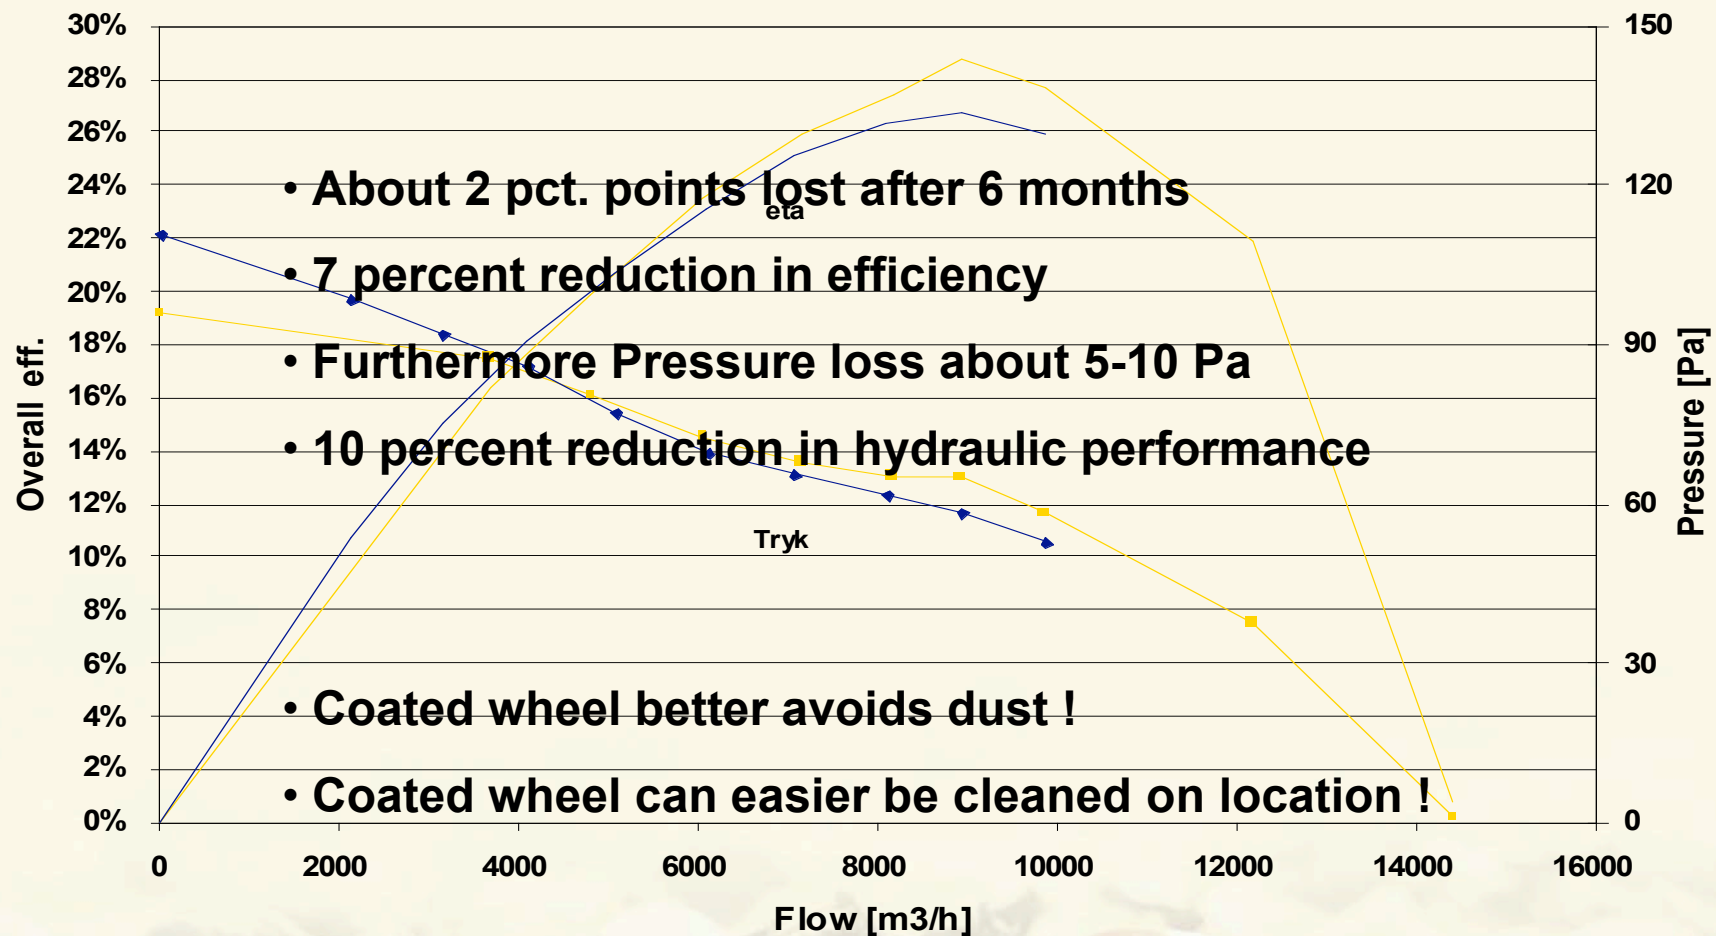 30%
28%
26%
24%
22%
20%
18%
16%
14%
12%
10%
8%
6%
4%
2%
0%
Overall eff.
150
120
90
60
30
0
Pressure [Pa]
• About 2 pct. points lost after 6 months
eta
• 7 percent reduction in efficiency
• Furthermore Pressure loss about 5-10 Pa
• 10 percent reduction in hydraulic performance
Tryk
• Coated wheel better avoids dust !
• Coated wheel can easier be cleaned on location !
0 2000 4000 6000 8000 10000 12000 14000 16000
Flow [m3/h]